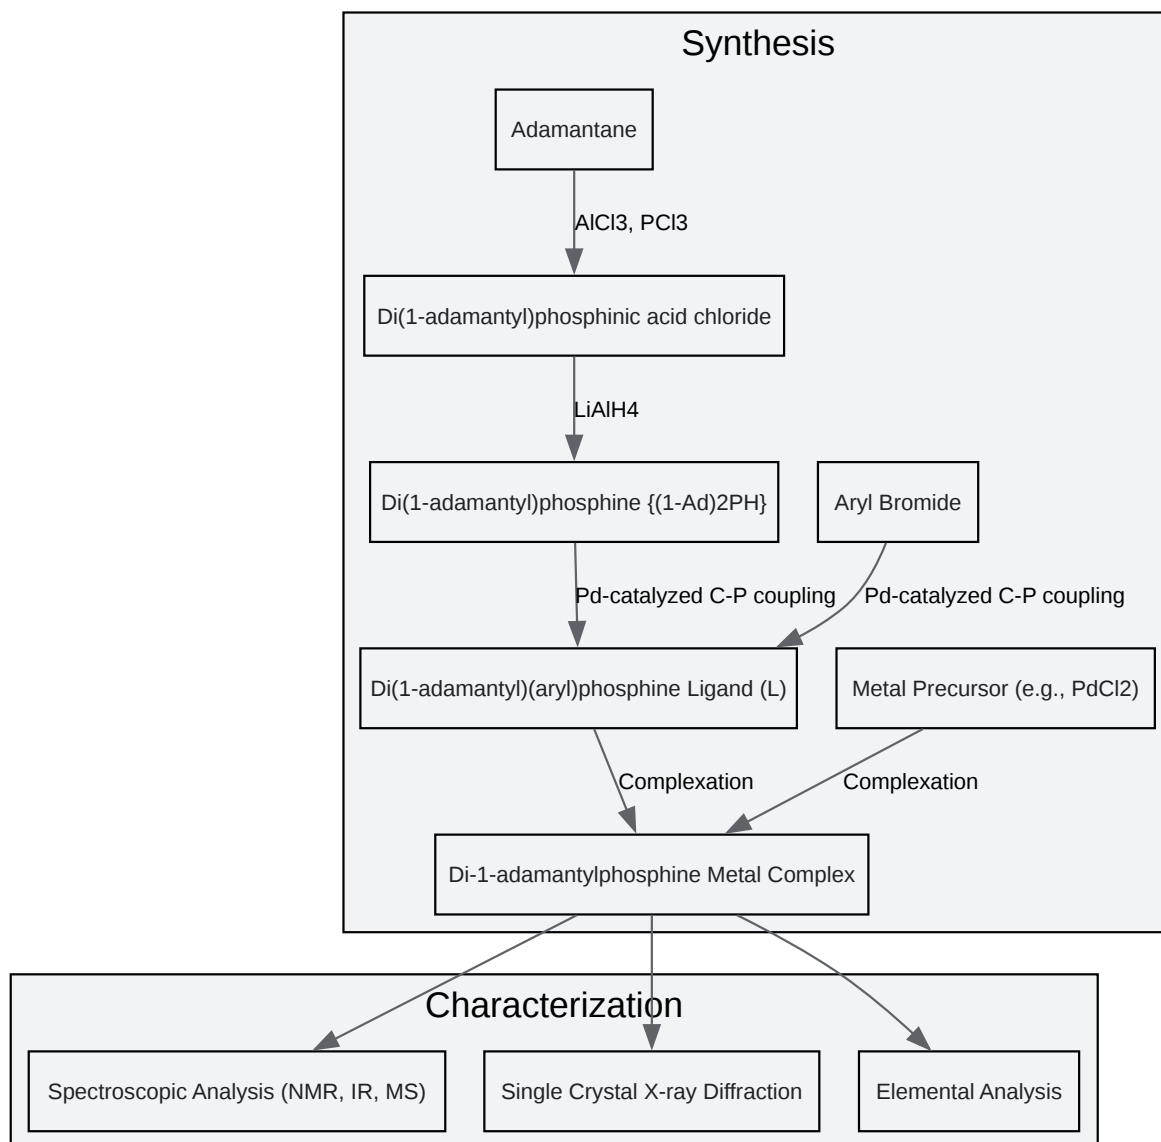 Synthesis
Adamantane
AlCl3, PCl3
Di(1-adamantyl)phosphinic acid chloride
LiAlH4
Di(1-adamantyl)phosphine {(1-Ad)2PH}
Aryl Bromide
Pd-catalyzed C-P coupling
Pd-catalyzed C-P coupling
Di(1-adamantyl)(aryl)phosphine Ligand (L)
Metal Precursor (e.g., PdCl2)
Complexation
Complexation
Di-1-adamantylphosphine Metal Complex
Characterization
Spectroscopic Analysis (NMR, IR, MS)
Single Crystal X-ray Diffraction
Elemental Analysis